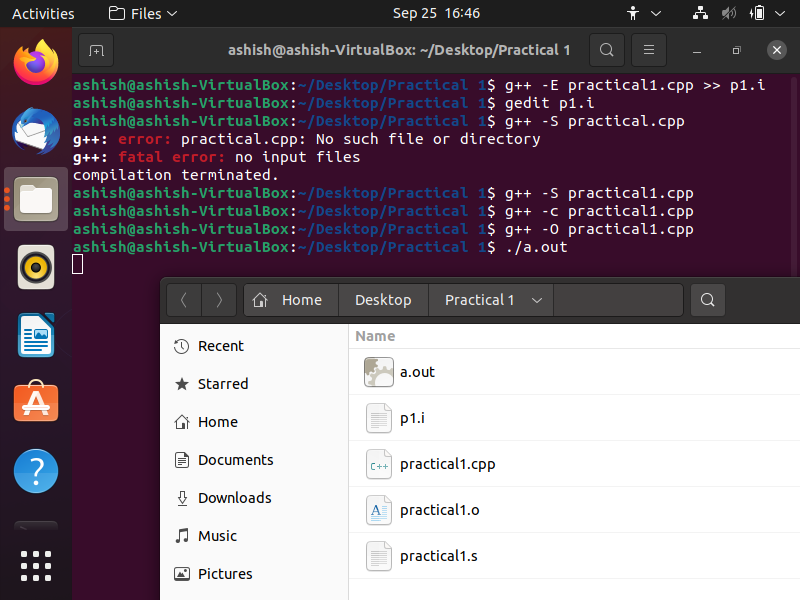 Activities Files Sep 25 16:46
ashish@ashish-VirtualBox: ~/Desktop/Practical 1
ashish@ashish-VirtualBox:~/Desktop/Practical 1$ g++ -E practical1.cpp >> p1.i
ashish@ashish-VirtualBox:~/Desktop/Practical 1$ gedit p1.i
ashish@ashish-VirtualBox:~/Desktop/Practical 1$ g++ -S practical.cpp
g++: error: practical.cpp: No such file or directory
g++: fatal error: no input files
compilation terminated.
ashish@ashish-VirtualBox:~/Desktop/Practical 1$ g++ -S practical1.cpp
ashish@ashish-VirtualBox:~/Desktop/Practical 1$ g++ -c practical1.cpp
ashish@ashish-VirtualBox:~/Desktop/Practical 1$ g++ -O practical1.cpp
ashish@ashish-VirtualBox:~/Desktop/Practical 1$ ./a.out
Home Desktop Practical 1
Recent
Starred
Home
Documents
Downloads
Music
Pictures
Name
a.out
p1.i
practical1.cpp
practical1.o
practical1.s